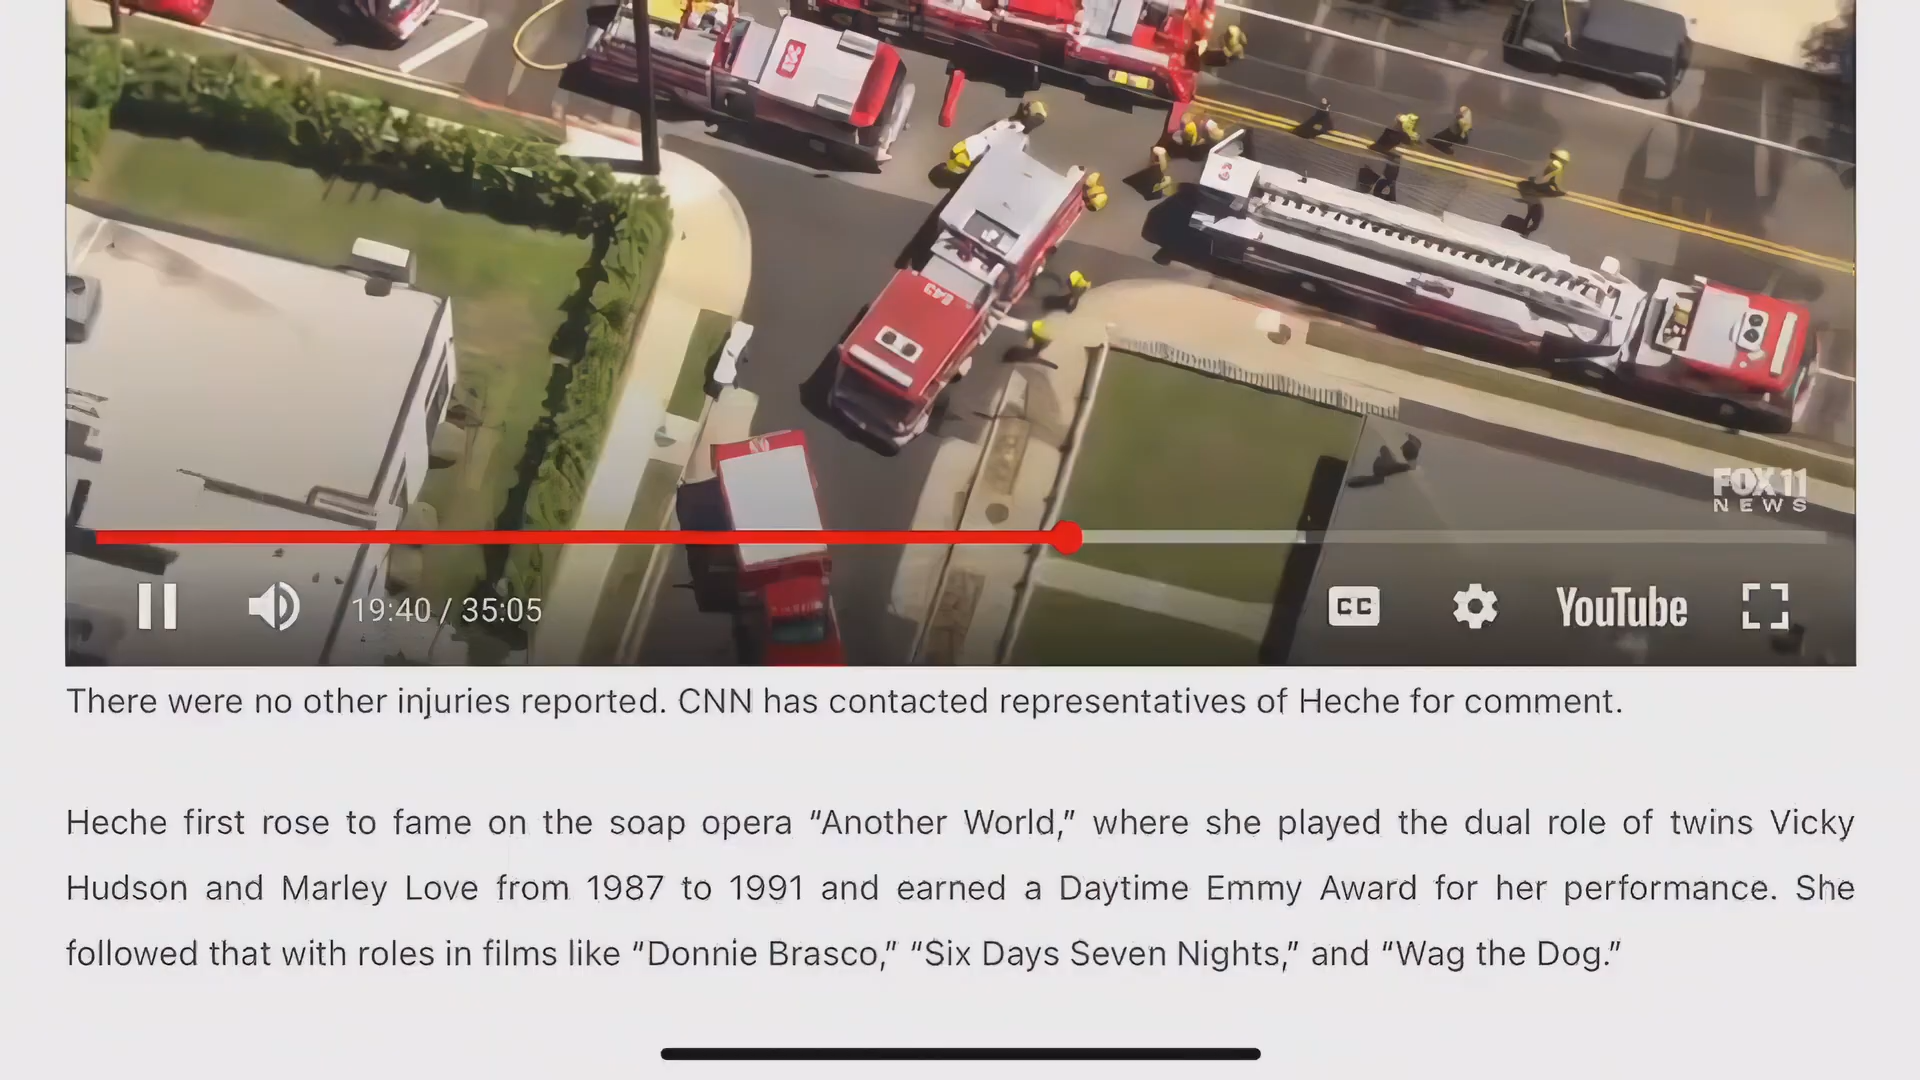 FOX 11
NEWS
19:40 / 35:05
CC
YouTube
There were no other injuries reported. CNN has contacted representatives of Heche for comment.
Heche first rose to fame on the soap opera “Another World,” where she played the dual role of twins Vicky
Hudson and Marley Love from 1987 to 1991 and earned a Daytime Emmy Award for her performance. She
followed that with roles in films like “Donnie Brasco,” “Six Days Seven Nights,” and “Wag the Dog.”